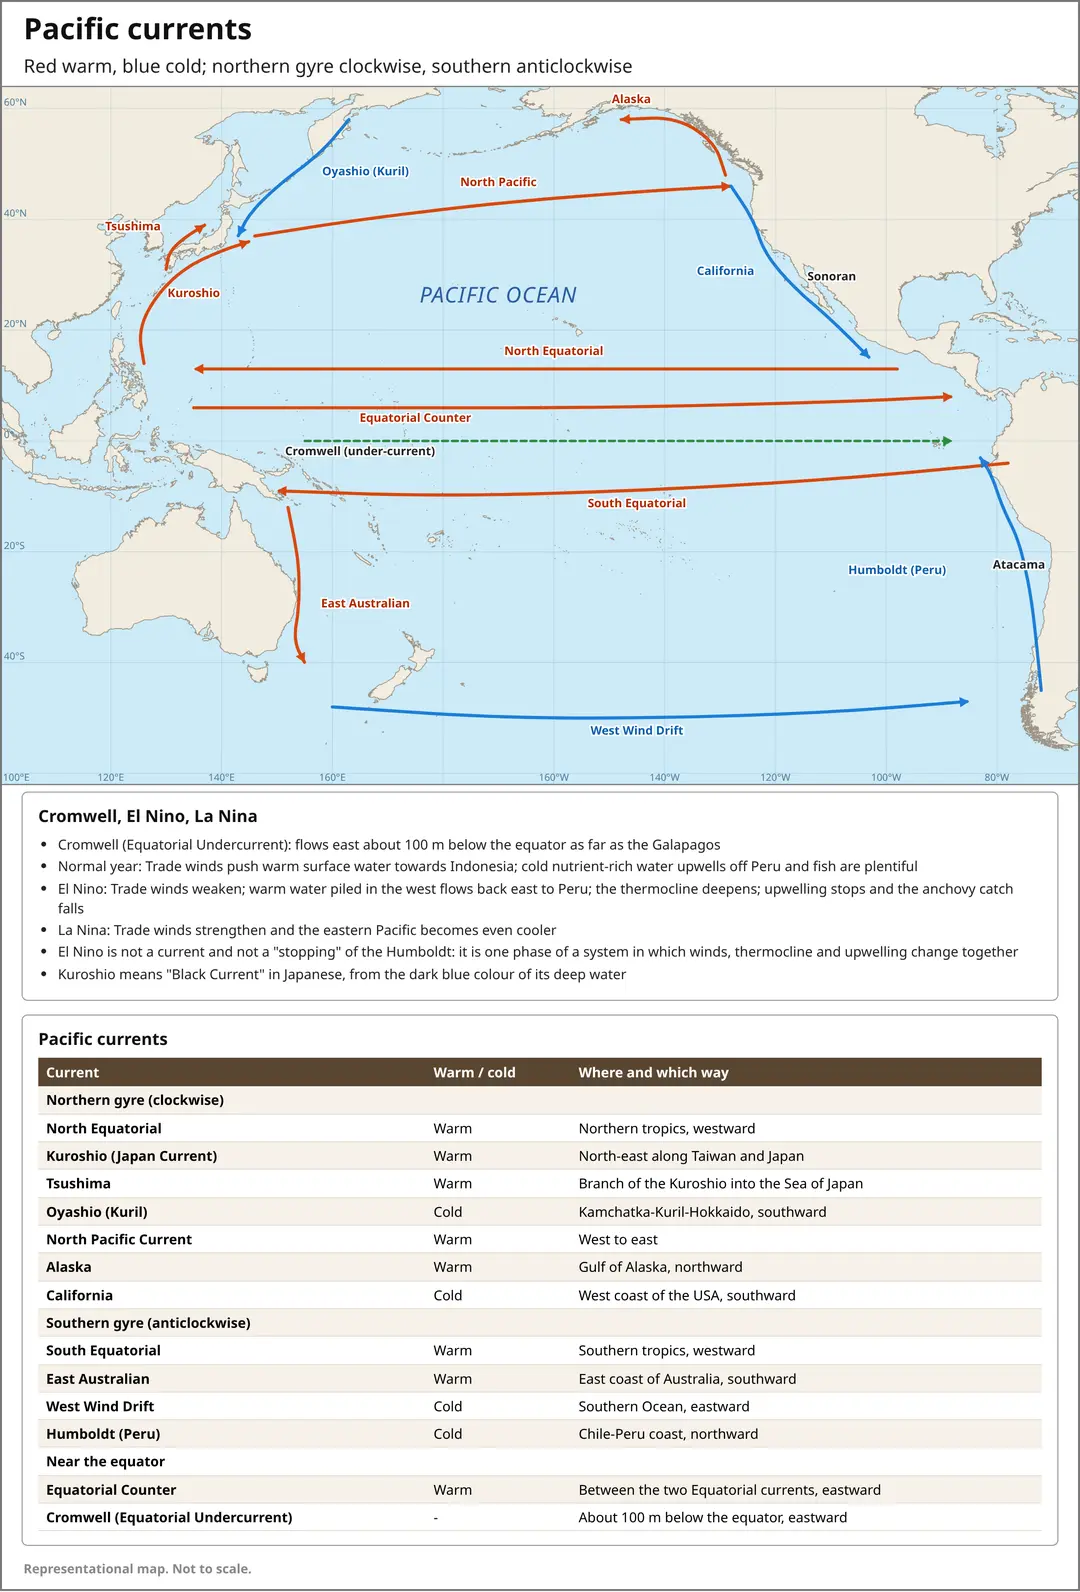 Pacific currents
Red warm, blue cold; northern gyre clockwise, southern anticlockwise
60°N
Alaska
Oyashio (Kuril)
North Pacific
40°N
Tsushima
California
Sonoran
Kuroshio
PACIFIC OCEAN
20°N
North Equatorial
Equatorial Counter
0°
Cromwell (under-current)
South Equatorial
20°S
Humboldt (Peru)
Atacama
East Australian
40°S
West Wind Drift
100°E 120°E 140°E 160°E 160°W 140°W 120°W 100°W 80°W
Cromwell, El Nino, La Nina
• Cromwell (Equatorial Undercurrent): flows east about 100 m below the equator as far as the Galapagos
• Normal year: Trade winds push warm surface water towards Indonesia; cold nutrient-rich water upwells off Peru and fish are plentiful
• El Nino: Trade winds weaken; warm water piled in the west flows back east to Peru; the thermocline deepens; upwelling stops and the anchovy catch
falls
• La Nina: Trade winds strengthen and the eastern Pacific becomes even cooler
• El Nino is not a current and not a "stopping" of the Humboldt: it is one phase of a system in which winds, thermocline and upwelling change together
• Kuroshio means "Black Current" in Japanese, from the dark blue colour of its deep water
Pacific currents
Current Warm / cold Where and which way
Northern gyre (clockwise)
North Equatorial Warm Northern tropics, westward
Kuroshio (Japan Current) Warm North-east along Taiwan and Japan
Tsushima Warm Branch of the Kuroshio into the Sea of Japan
Oyashio (Kuril) Cold Kamchatka-Kuril-Hokkaido, southward
North Pacific Current Warm West to east
Alaska Warm Gulf of Alaska, northward
California Cold West coast of the USA, southward
Southern gyre (anticlockwise)
South Equatorial Warm Southern tropics, westward
East Australian Warm East coast of Australia, southward
West Wind Drift Cold Southern Ocean, eastward
Humboldt (Peru) Cold Chile-Peru coast, northward
Near the equator
Equatorial Counter Warm Between the two Equatorial currents, eastward
Cromwell (Equatorial Undercurrent) - About 100 m below the equator, eastward
Representational map. Not to scale.